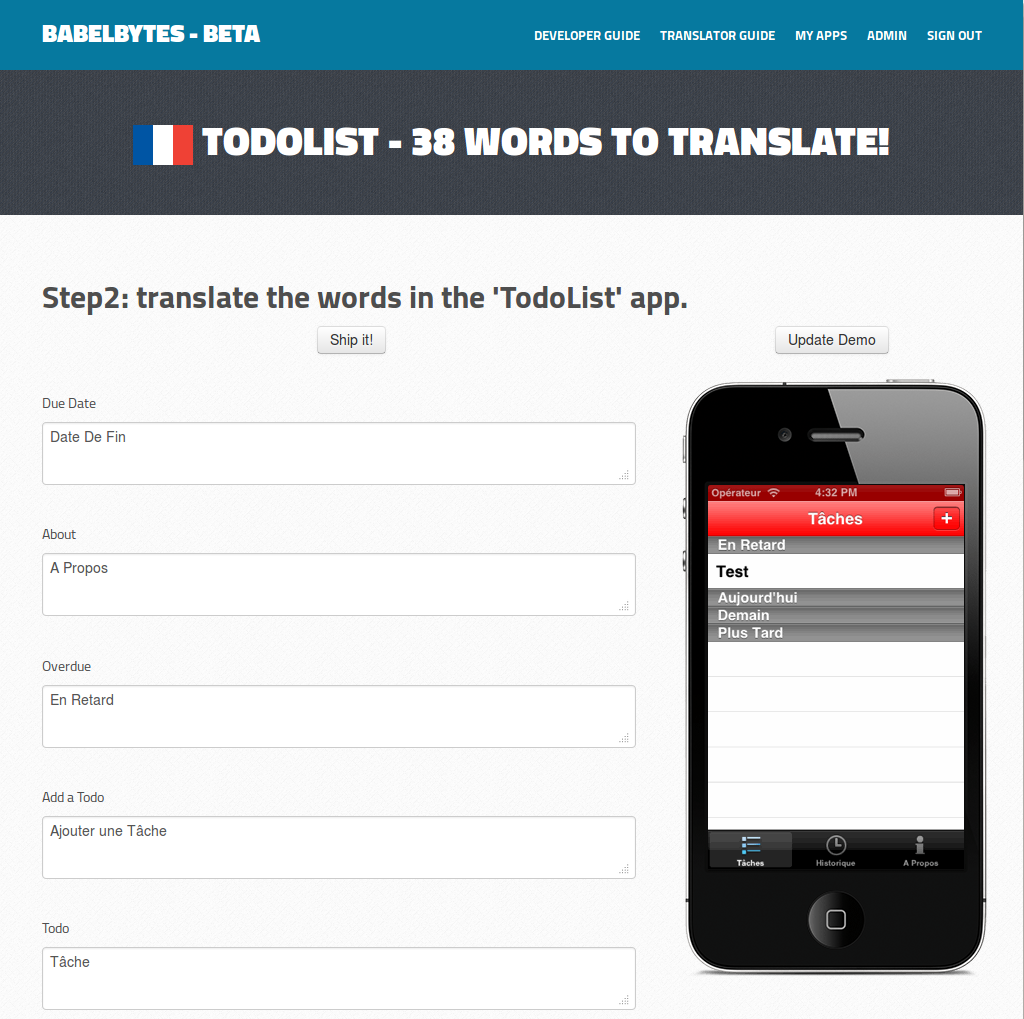 BABELBYTES - BETA
DEVELOPER GUIDE TRANSLATOR GUIDE MY APPS ADMIN SIGN OUT
TODOLIST - 38 WORDS TO TRANSLATE!
Step2: translate the words in the 'TodoList' app.
Ship it!
Update Demo
Due Date
Date De Fin
About
A Propos
Overdue
En Retard
Add a Todo
Ajouter une Tâche
Todo
Tâche
Opérateur 4:32 PM
Tâches +
En Retard
Test
Aujourd'hui
Demain
Plus Tard
Tâches Historique A Propos